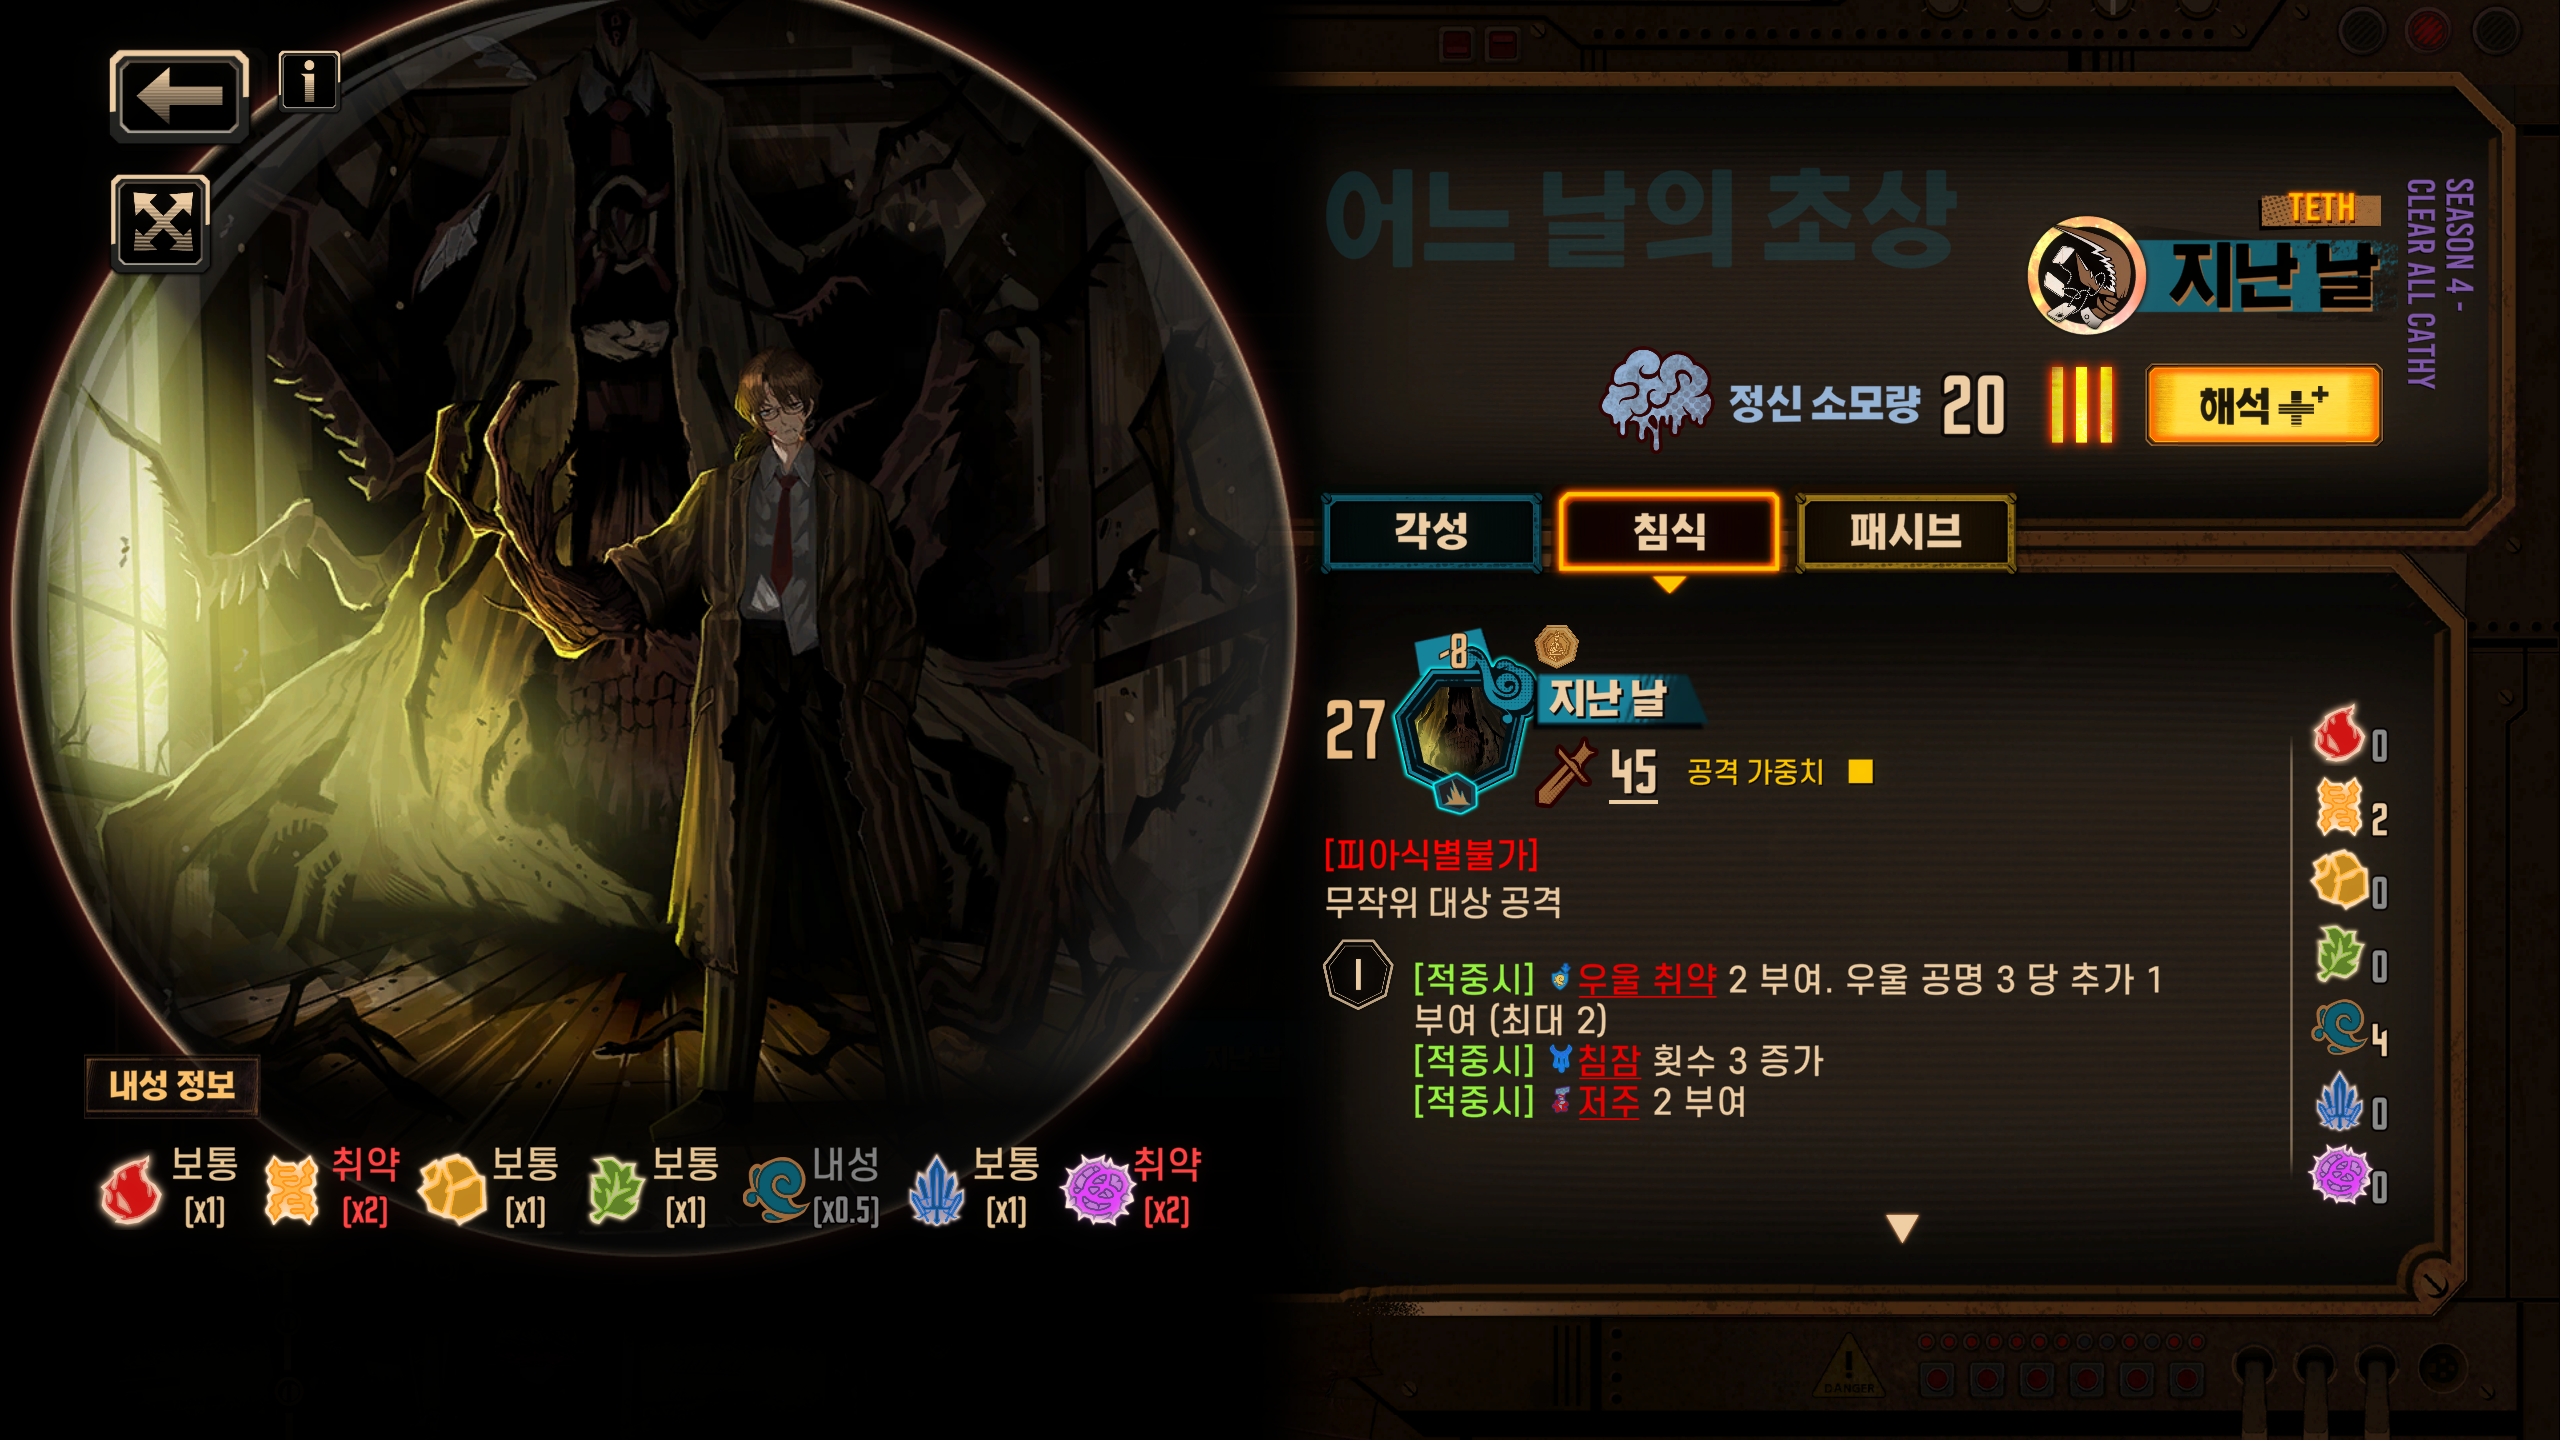 어느 날의 초상
TETH
지난 날
SEASON 4 -
CLEAR ALL CATHY
정신 소모량 20
해석
각성 침식 패시브
-8
27
지난 날
45 공격 가중치
[피아식별불가]
무작위 대상 공격
I
[적중시] 우울 취약 2 부여. 우울 공명 3 당 추가 1
부여 (최대 2)
[적중시] 침잠 횟수 3 증가
[적중시] 저주 2 부여
0
2
0
0
4
0
0
내성 정보
보통 취약 보통 보통 내성 보통 취약
[x1] [x2] [x1] [x1] [x0.5] [x1] [x2]
DANGER